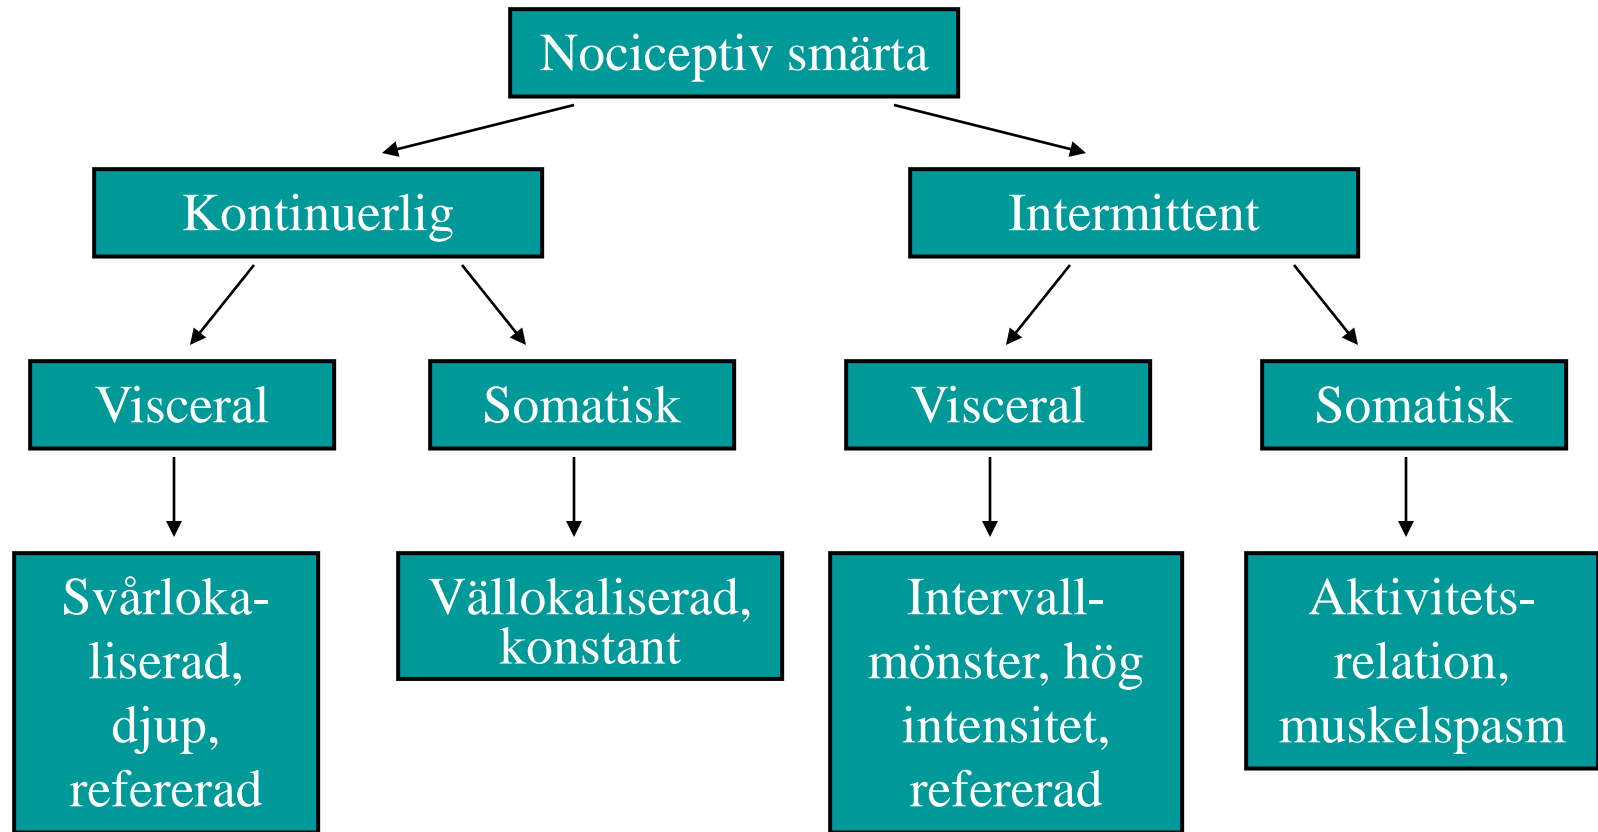 Nociceptiv smärta
Kontinuerlig
Intermittent
Visceral
Somatisk
Visceral
Somatisk
Svårloka-
liserad,
djup,
refererad
Vällokaliserad,
konstant
Intervall-
mönster, hög
intensitet,
refererad
Aktivitets-
relation,
muskelspasm